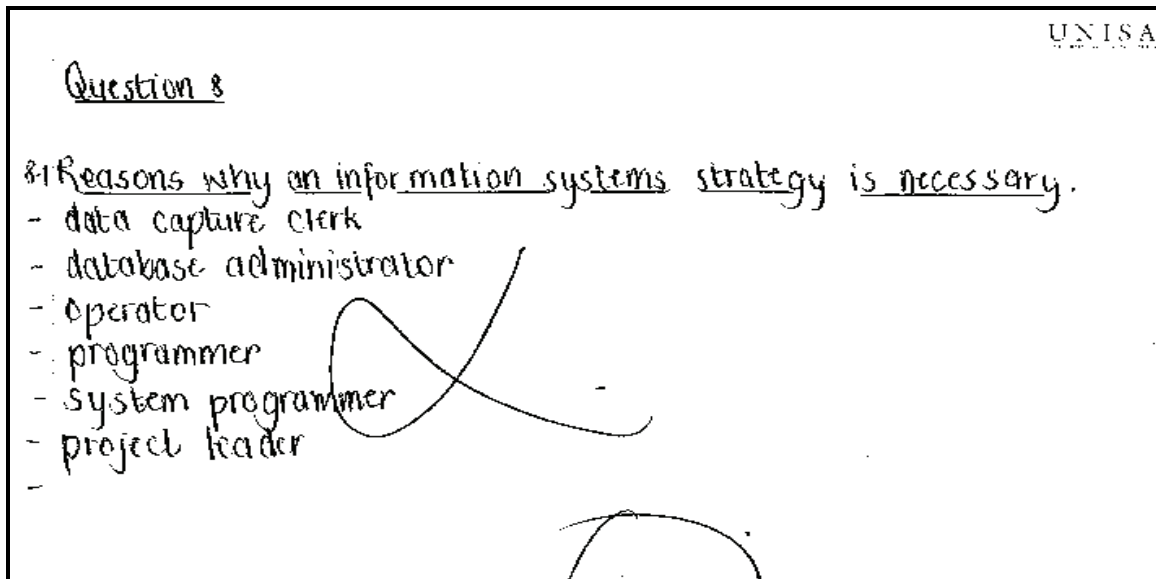 UNISA
Question 8
8.1 Reasons why an information systems strategy is necessary.
- data capture clerk
- database administrator
- operator
- programmer
- system programmer
- project leader
-